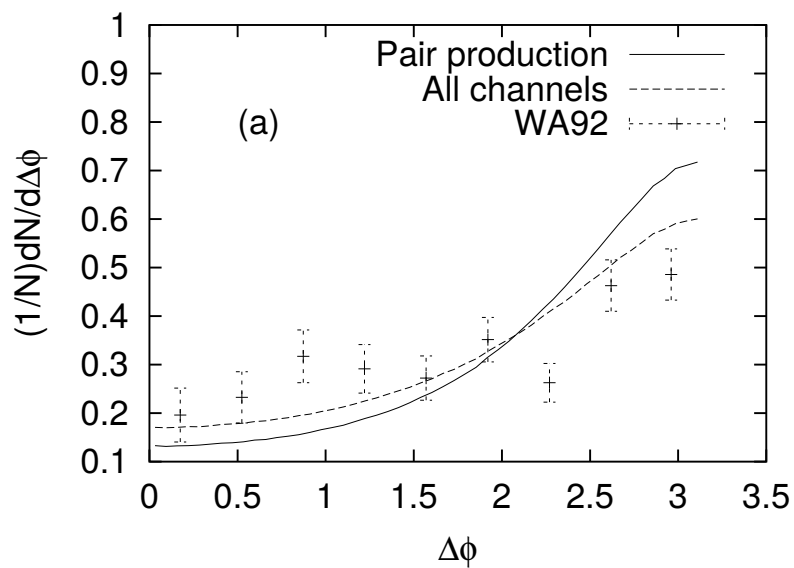 1
0.9
0.8
0.7
0.6
0.5
0.4
0.3
0.2
0.1
(1/N)dN/dΔϕ
Pair production
All channels
WA92
(a)
0 0.5 1 1.5 2 2.5 3 3.5
Δϕ